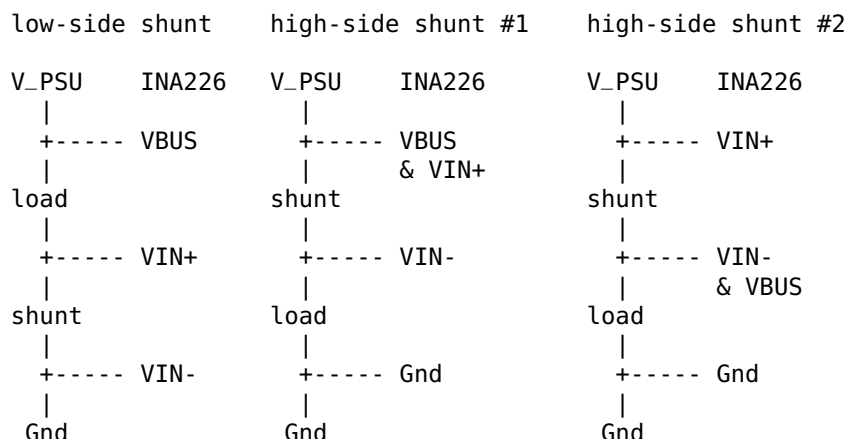 low-side shunt    high-side shunt #1    high-side shunt #2

V_PSU    INA226   V_PSU    INA226       V_PSU    INA226
  |                 |                     |
  +----- VBUS       +----- VBUS           +----- VIN+
  |                 |      & VIN+         |
load              shunt                 shunt
  |                 |                     |
  +----- VIN+       +----- VIN-           +----- VIN-
  |                 |                     |      & VBUS
shunt             load                  load
  |                 |                     |
  +----- VIN-       +----- Gnd            +----- Gnd
  |                 |                     |
 Gnd               Gnd                   Gnd